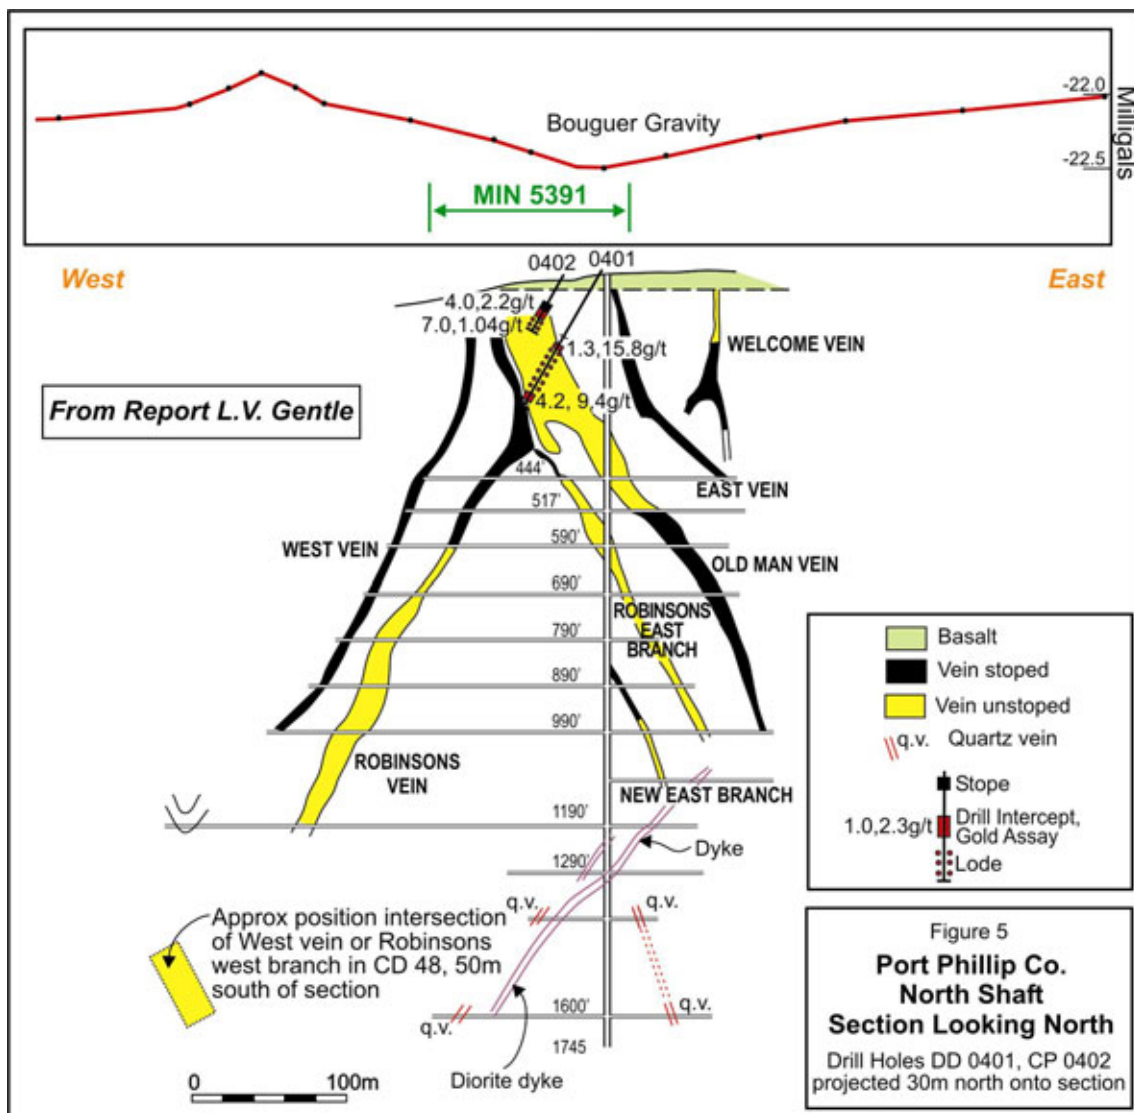 -22.0
Bouguer Gravity
Milligals
-22.5
MIN 5391
West
East
0402
0401
4.0,2.2g/t
7.0,1.04g/t
1.3,15.8g/t
WELCOME VEIN
From Report L.V. Gentle
4.2, 9.4g/t
444'
EAST VEIN
517'
WEST VEIN
590'
OLD MAN VEIN
690'
ROBINSONS
EAST
BRANCH
790'
890'
990'
ROBINSONS
VEIN
NEW EAST BRANCH
1190'
Dyke
1290'
q.v.
q.v.
Approx position intersection
of West vein or Robinsons
west branch in CD 48, 50m
south of section
q.v.
1600'
q.v.
1745
Diorite dyke
0
100m
Basalt
Vein stoped
Vein unstoped
q.v. Quartz vein
Stope
1.0,2.3g/t
Drill Intercept,
Gold Assay
Lode
Figure 5
Port Phillip Co.
North Shaft
Section Looking North
Drill Holes DD 0401, CP 0402
projected 30m north onto section